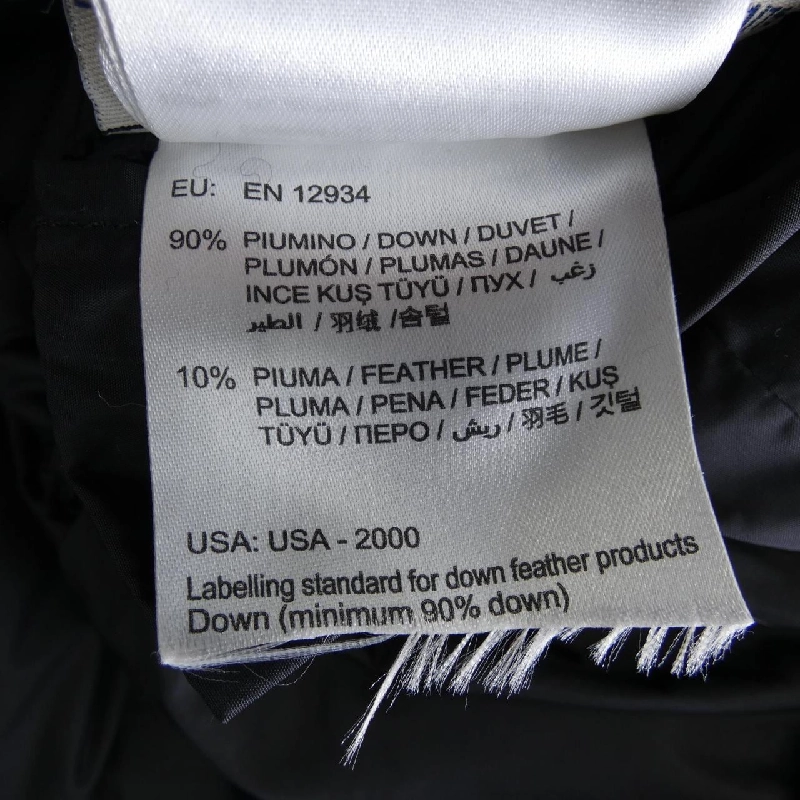 EU: EN 12934
90% PIUMINO / DOWN / DUVET /
PLUMÓN / PLUMAS / DAUNE /
INCE KUŞ TÜYÜ / ПУХ / زغب
الطير / 羽绒 /솜털
10% PIUMA / FEATHER / PLUME /
PLUMA / PENA / FEDER / KUŞ
TÜYÜ / ПЕРО / ريش / 羽毛 / 깃털
USA: USA - 2000
Labelling standard for down feather products
Down (minimum 90% down)